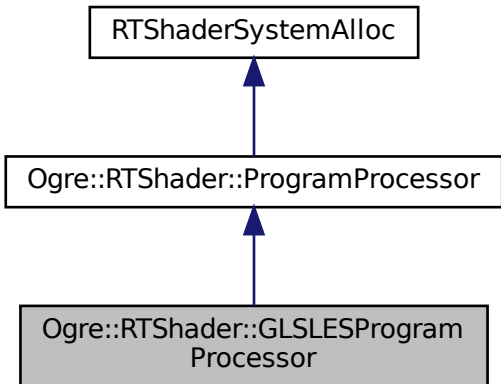 RTShaderSystemAlloc
Ogre::RTShader::ProgramProcessor
Ogre::RTShader::GLSLESProgram
Processor